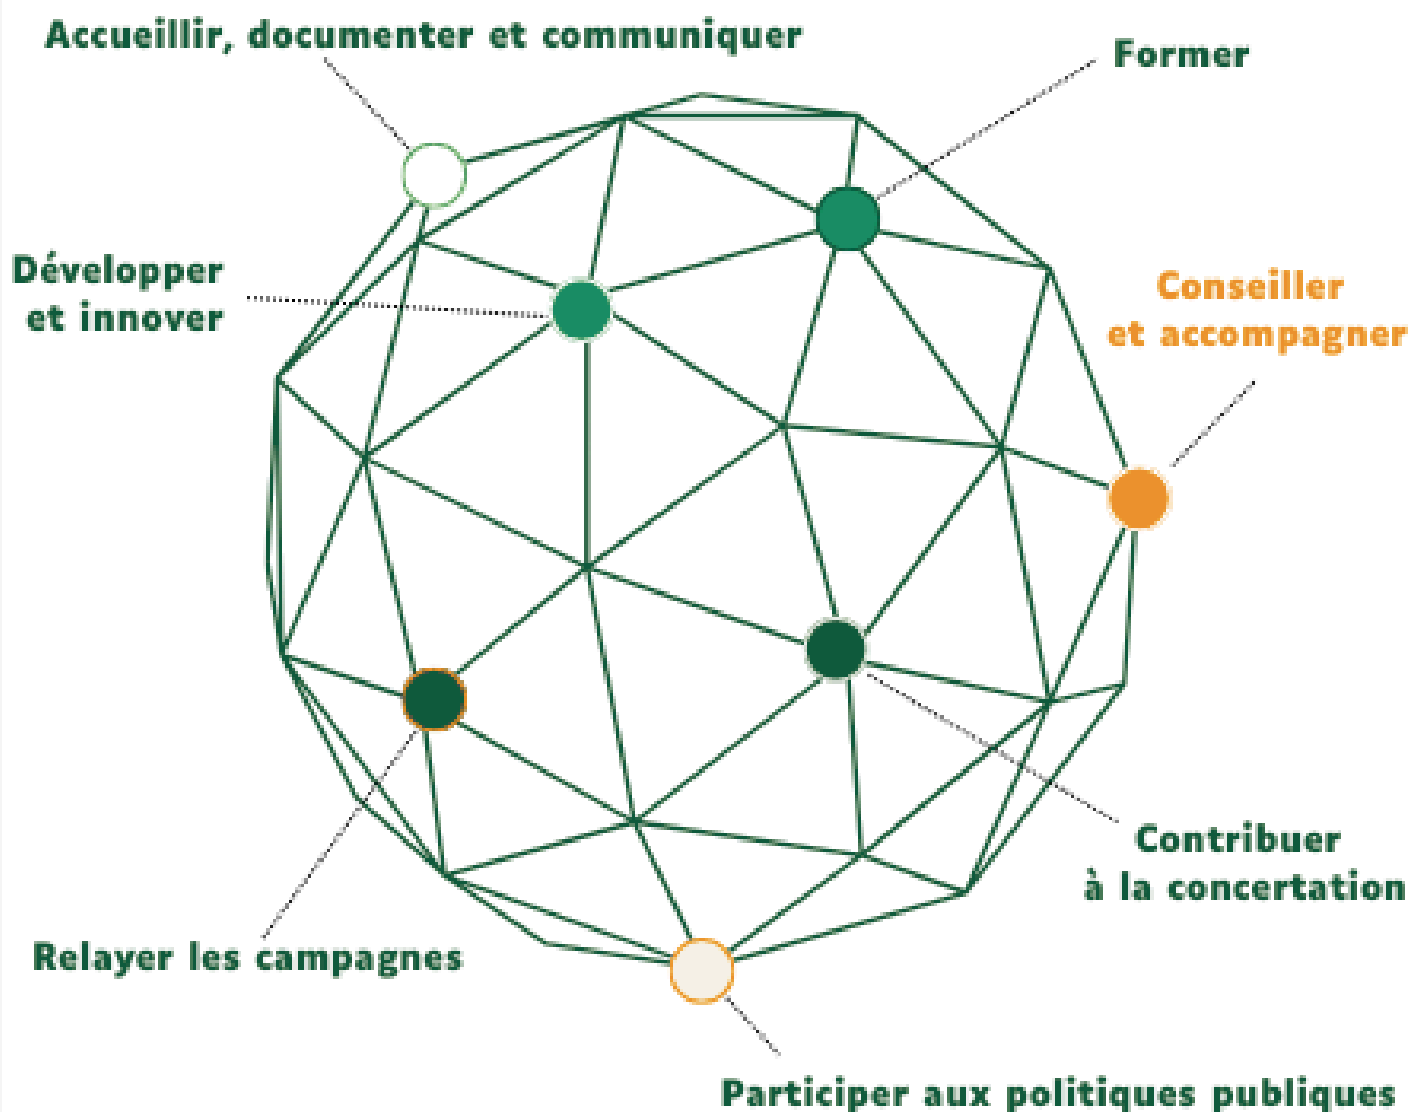 Accueillir, documenter et communiquer
Former
Développer
et innover
Conseiller
et accompagner
Contribuer
à la concertation
Relayer les campagnes
Participer aux politiques publiques